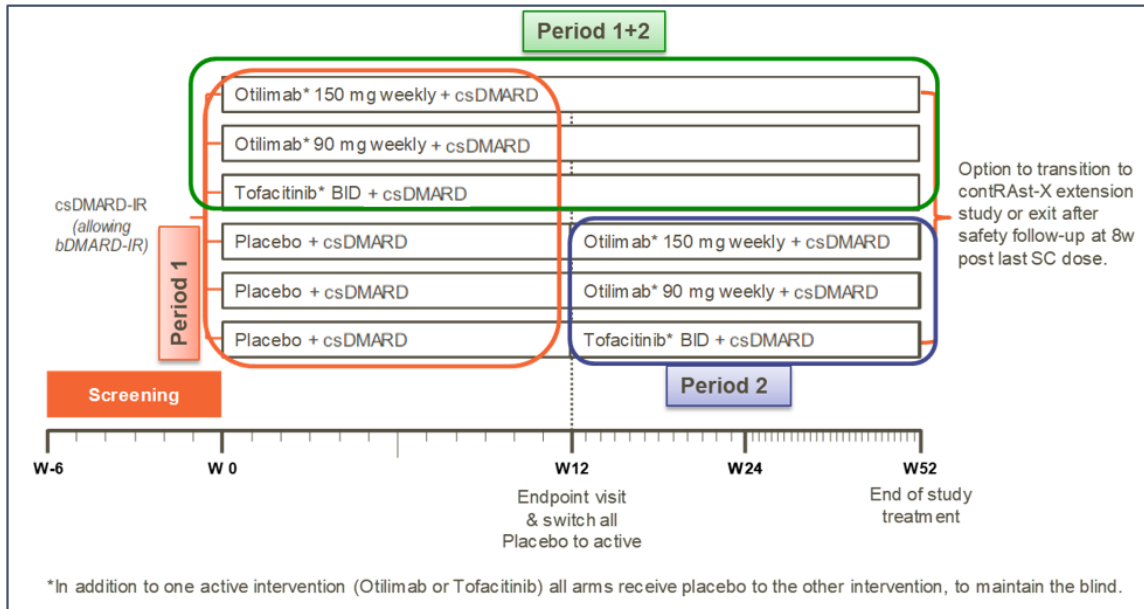 Period 1+2
Otilimab* 150 mg weekly + csDMARD
Otilimab* 90 mg weekly + csDMARD
Tofacitinib* BID + csDMARD
csDMARD-IR
(allowing
bDMARD-IR)
Period 1
Placebo + csDMARD
Otilimab* 150 mg weekly + csDMARD
Placebo + csDMARD
Otilimab* 90 mg weekly + csDMARD
Placebo + csDMARD
Tofacitinib* BID + csDMARD
Option to transition to
contRAst-X extension
study or exit after
safety follow-up at 8w
post last SC dose.
Period 2
Screening
W-6
W 0
W12
W24
W52
Endpoint visit
& switch all
Placebo to active
End of study
treatment
*In addition to one active intervention (Otilimab or Tofacitinib) all arms receive placebo to the other intervention, to maintain the blind.